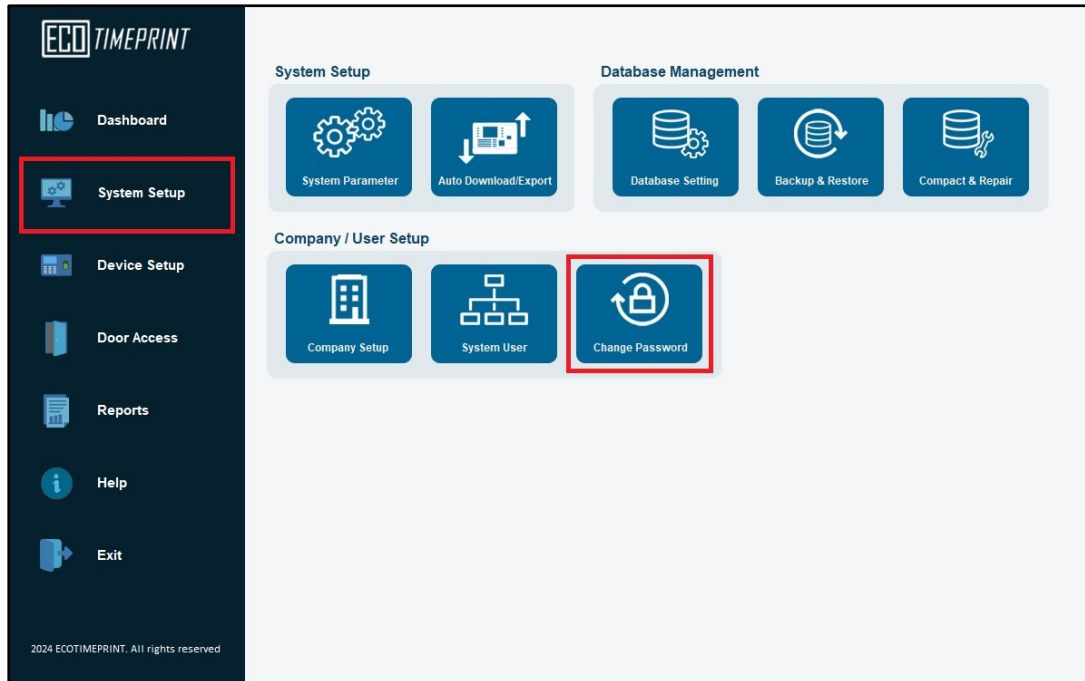 ECO TIMEPRINT
Dashboard
System Setup
Device Setup
Door Access
Reports
Help
Exit
2024 ECOTIMEPRINT. All rights reserved
System Setup
System Parameter
Auto Download/Export
Database Management
Database Setting
Backup & Restore
Compact & Repair
Company / User Setup
Company Setup
System User
Change Password